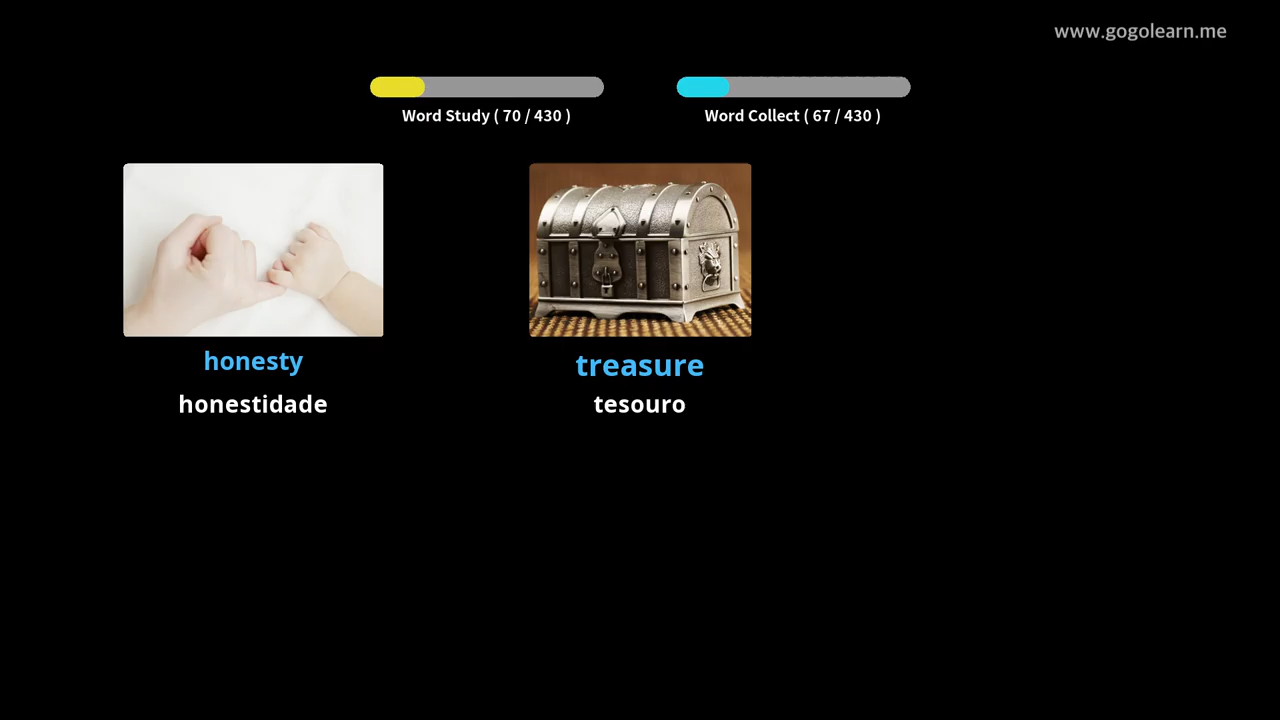 www.gogolearn.me
Word Study ( 70 / 430 )
Word Collect ( 67 / 430 )
honesty
honestidade
treasure
tesouro